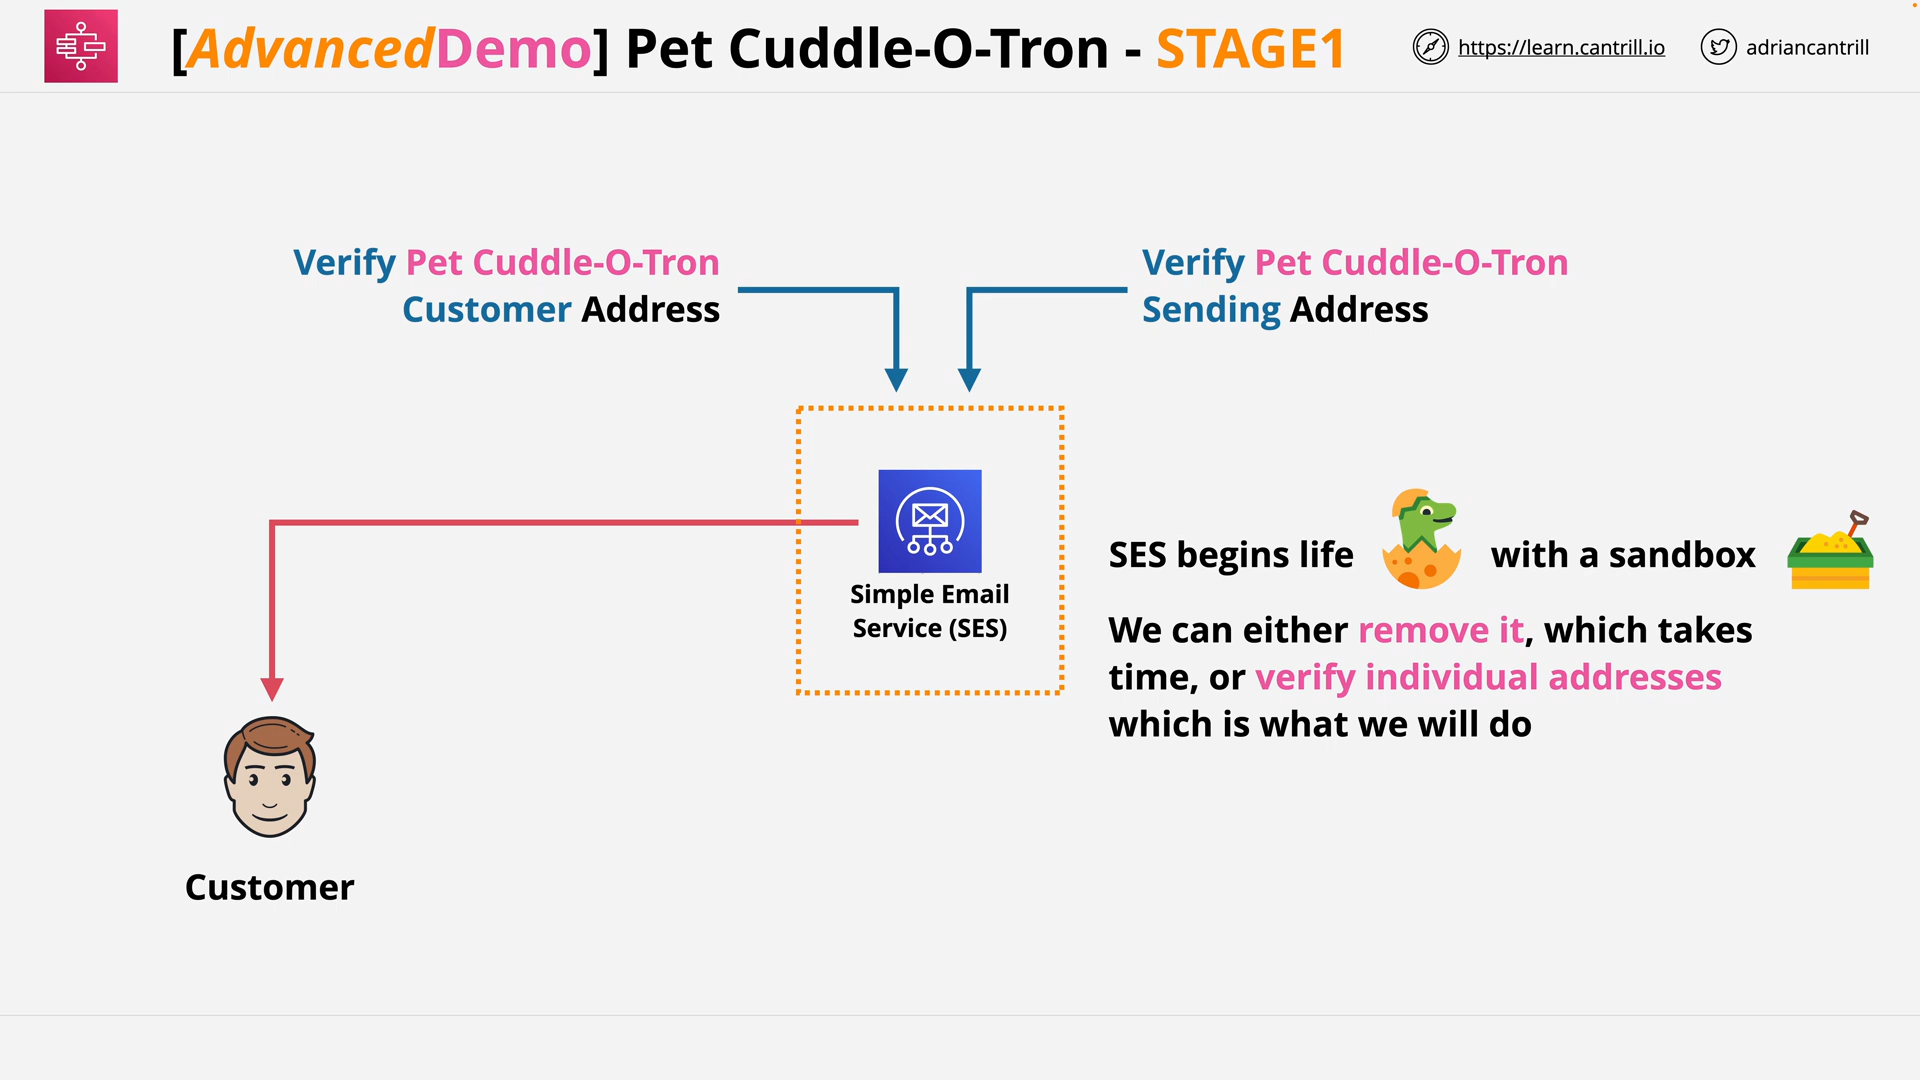 [AdvancedDemo] Pet Cuddle-O-Tron - STAGE1
https://learn.cantrill.io
adriancantrill
Verify Pet Cuddle-O-Tron
Customer Address
Verify Pet Cuddle-O-Tron
Sending Address
Simple Email
Service (SES)
SES begins life with a sandbox
We can either remove it, which takes
time, or verify individual addresses
which is what we will do
Customer